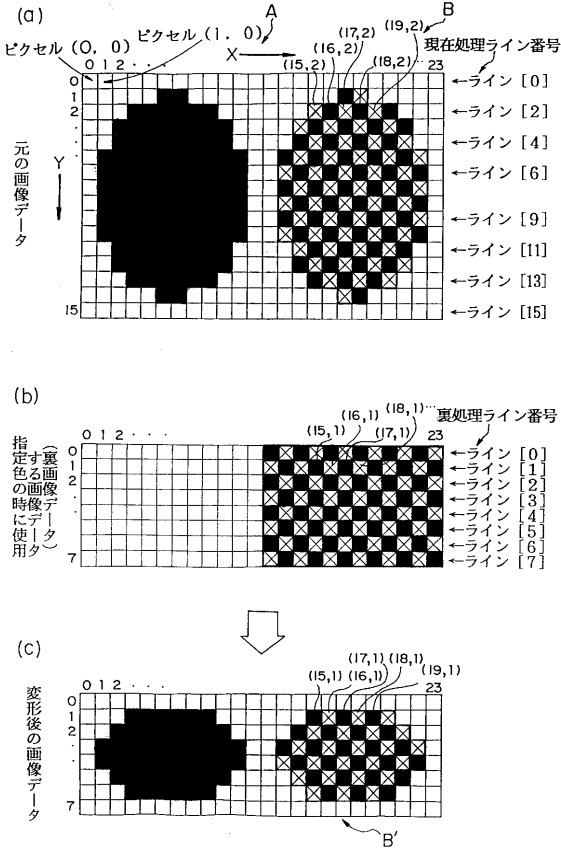 (a)
A
B
ピクセル (0, 0)
ピクセル (1, 0)
X
(15,2)
(16,2)
(17,2)
(18,2)
(19,2)
現在処理ライン番号
0 1 2 · · · ·
23
0
1
2
·
·
15
Y
元の画像データ
←ライン [0]
←ライン [2]
←ライン [4]
←ライン [6]
←ライン [9]
←ライン [11]
←ライン [13]
←ライン [15]
(b)
(15,1)
(16,1)
(17,1)
(18,1)…
裏処理ライン番号
0 1 2 · · ·
23
0
1
2
·
·
7
(裏画像データ)
する画像データ
指定色の時に使用
←ライン [0]
←ライン [1]
←ライン [2]
←ライン [3]
←ライン [4]
←ライン [5]
←ライン [6]
←ライン [7]
(c)
(15,1)
(16,1)
(17,1)
(18,1)
(19,1)
0 1 2 · · · ·
23
0
1
2
·
·
7
変形後の画像データ
B'